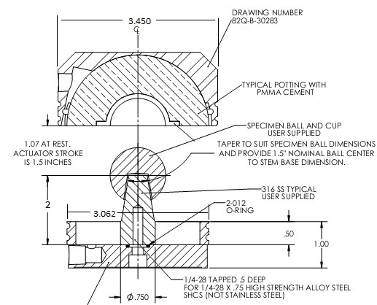 3.450
DRAWING NUMBER
82Q-B-30283
TYPICAL POTTING WITH
PMMA CEMENT
SPECIMEN BALL AND CUP
USER SUPPLIED
1.07 AT REST.
ACTUATOR STROKE
IS 1.5 INCHES
TAPER TO SUIT SPECIMEN BALL DIMENSIONS
AND PROVIDE 1.5" NOMINAL BALL CENTER
TO STEM BASE DIMENSION.
316 SS TYPICAL
USER SUPPLIED
2
3.062
2-012
O-RING
.50
1.00
1/4-28 TAPPED .5 DEEP
FOR 1/4-28 X .75 HIGH STRENGTH ALLOY STEEL
SHCS (NOT STAINLESS STEEL)
Ø.750